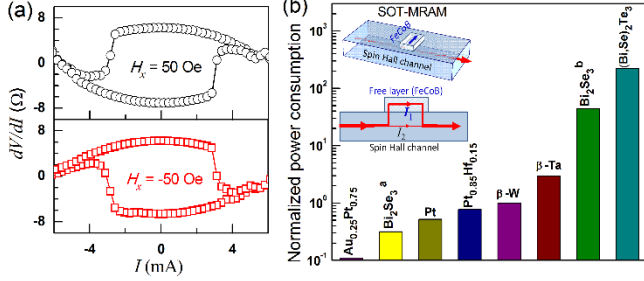 (a)
8
0
-8
H_x = 50 Oe
dV/dI (Ω)
8
0
-8
H_x = -50 Oe
-4
0
4
I (mA)
(b)
Normalized power consumption
10³
10²
10¹
10⁰
10⁻¹
SOT-MRAM
FeCoB
Spin Hall channel
Free layer (FeCoB)
I₁
I₂
Spin Hall channel
Au₀.₂₅Pt₀.₇₅
Bi₂Se₃ᵃ
Pt
Pt₀.₈₅Hf₀.₁₅
β-W
β-Ta
Bi₂Se₃ᵇ
(Bi,Se)₂Te₃